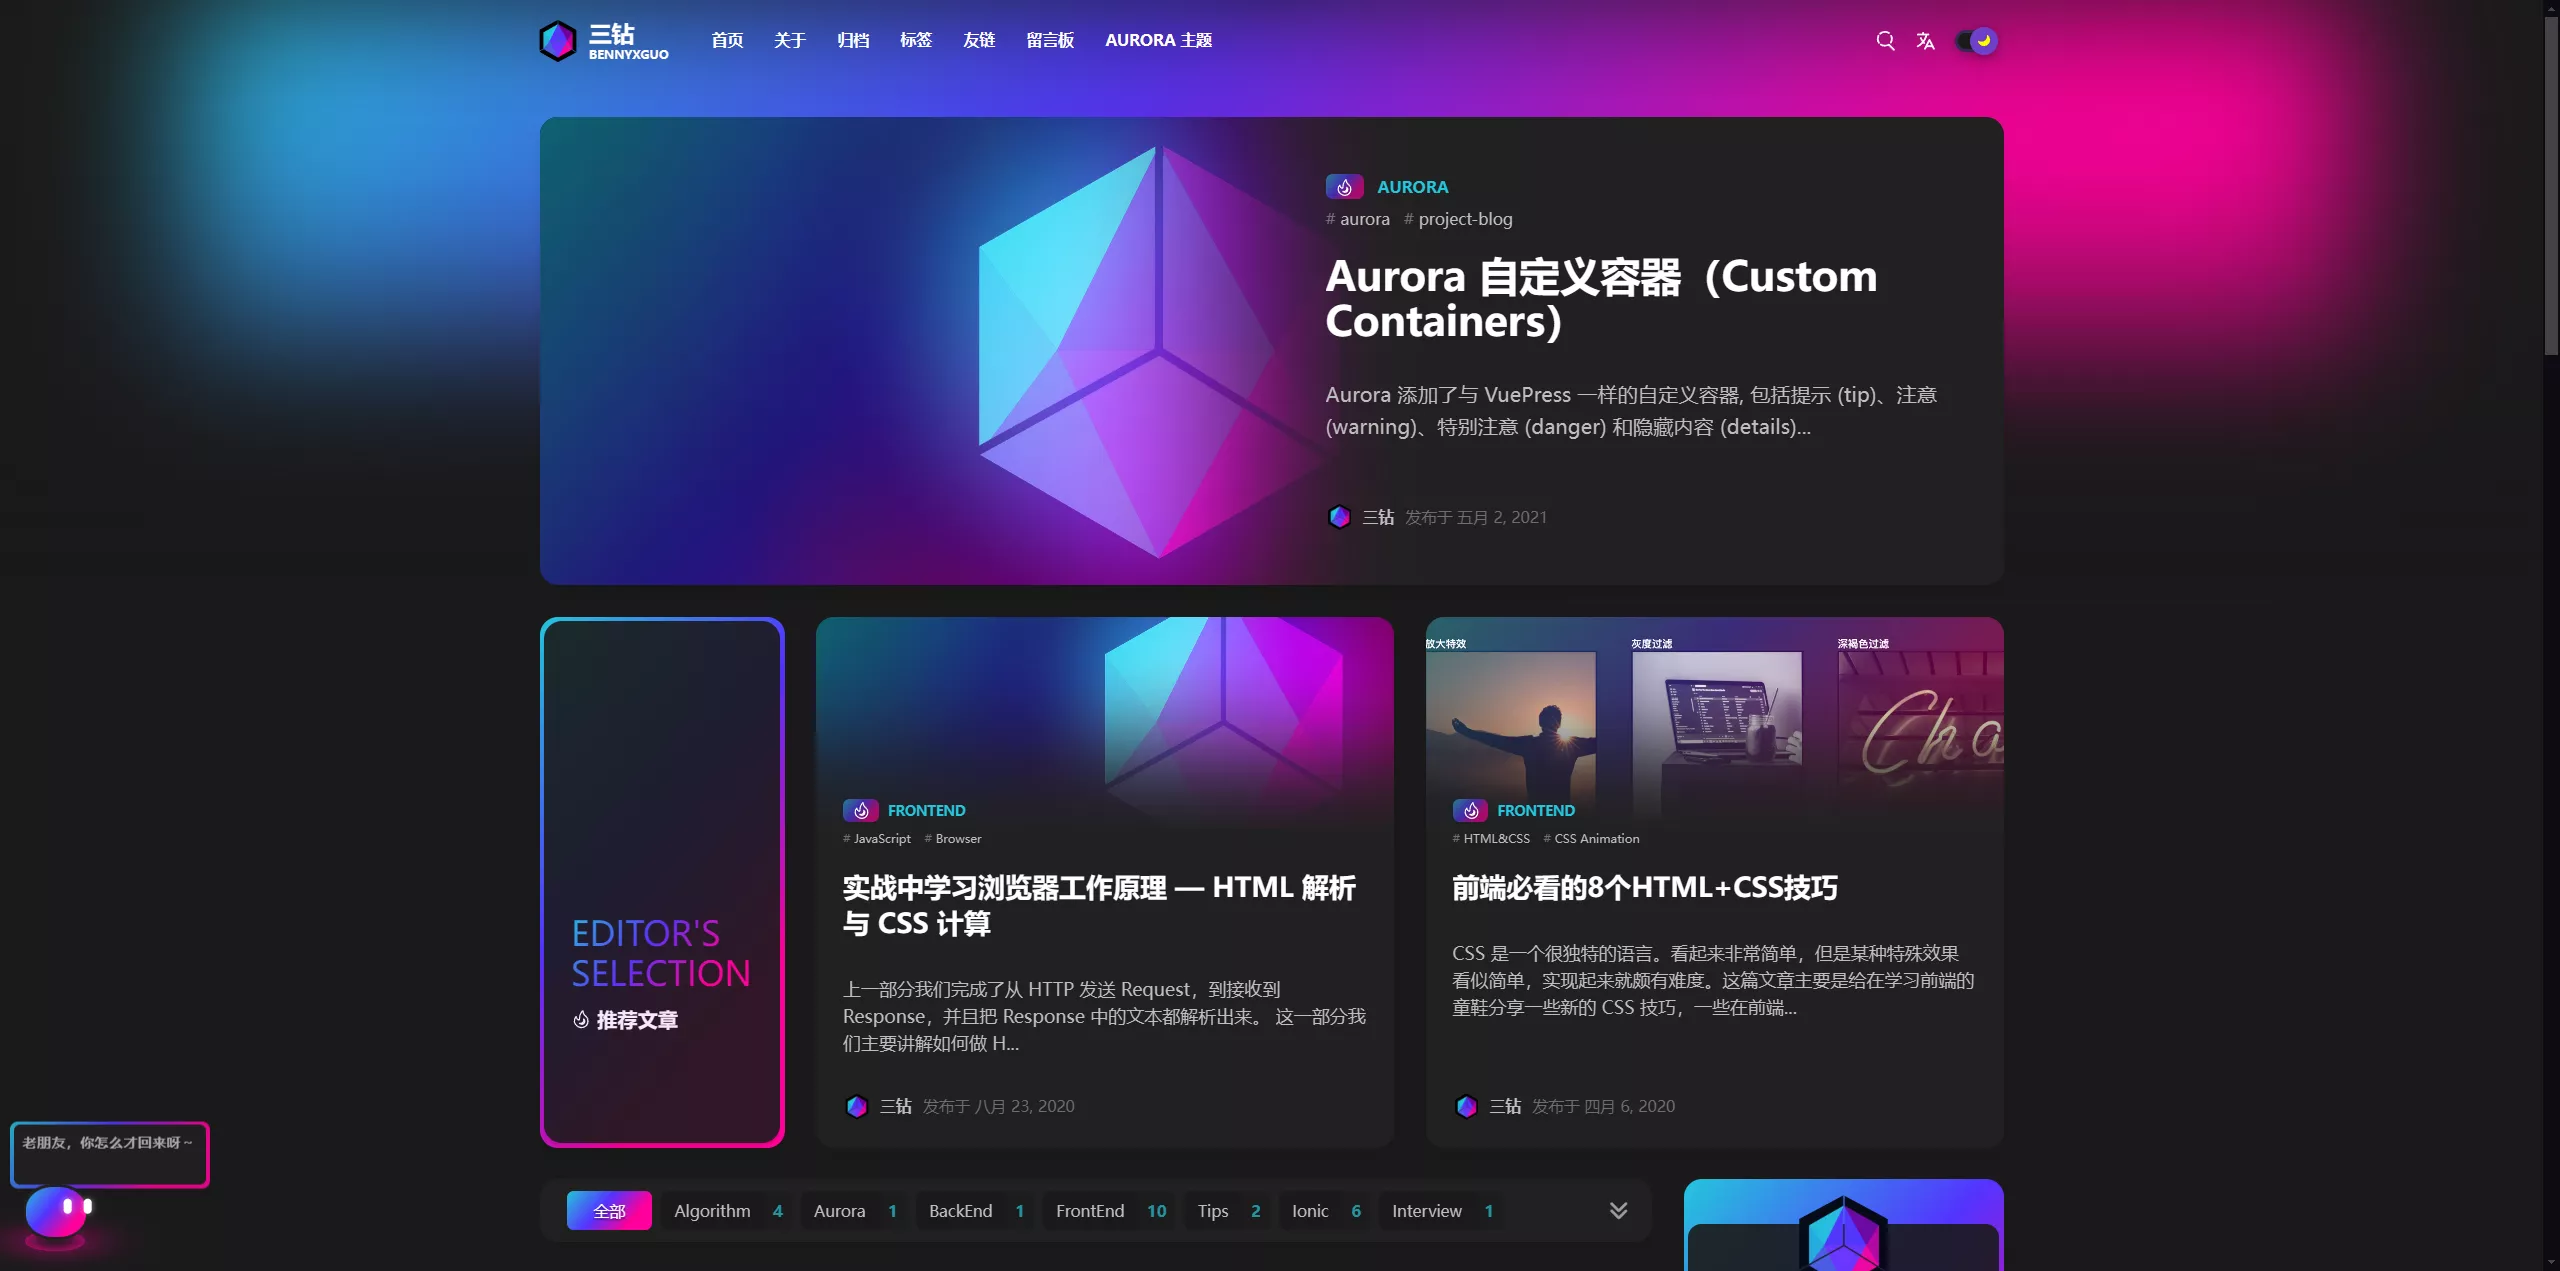 三钻
BENNYXGUO
首页 关于 归档 标签 友链 留言板 AURORA 主题
AURORA
# aurora # project-blog
Aurora 自定义容器（Custom
Containers）
Aurora 添加了与 VuePress 一样的自定义容器, 包括提示 (tip)、注意
(warning)、特别注意 (danger) 和隐藏内容 (details)...
三钻 发布于 五月 2, 2021
EDITOR'S
SELECTION
推荐文章
FRONTEND
# JavaScript # Browser
实战中学习浏览器工作原理 — HTML 解析
与 CSS 计算
上一部分我们完成了从 HTTP 发送 Request，到接收到
Response，并且把 Response 中的文本都解析出来。 这一部分我
们主要讲解如何做 H...
三钻 发布于 八月 23, 2020
放大特效 灰度过滤 深褐色过滤
Cha
FRONTEND
# HTML&CSS # CSS Animation
前端必看的8个HTML+CSS技巧
CSS 是一个很独特的语言。看起来非常简单，但是某种特殊效果
看似简单，实现起来就颇有难度。这篇文章主要是给在学习前端的
童鞋分享一些新的 CSS 技巧，一些在前端...
三钻 发布于 四月 6, 2020
老朋友，你怎么才回来呀～
全部 Algorithm 4 Aurora 1 BackEnd 1 FrontEnd 10 Tips 2 Ionic 6 Interview 1